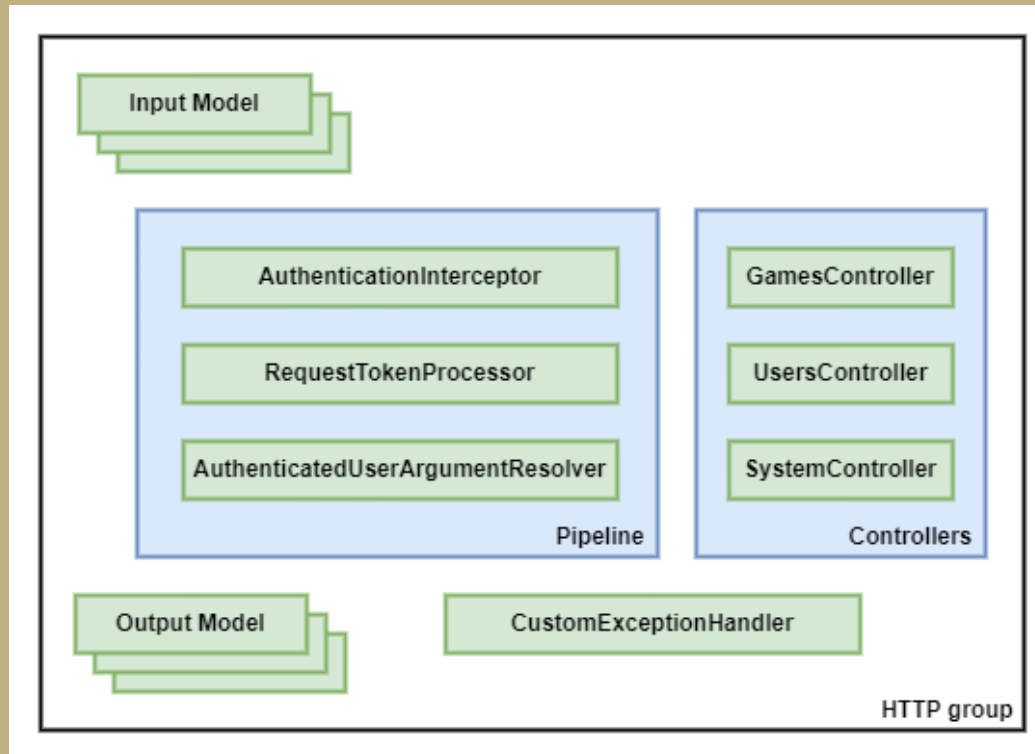 Input Model
AuthenticationInterceptor
RequestTokenProcessor
AuthenticatedUserArgumentResolver
Pipeline
GamesController
UsersController
SystemController
Controllers
Output Model
CustomExceptionHandler
HTTP group